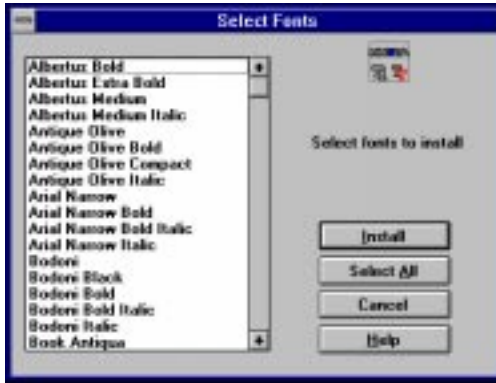 Select Fonts
Albertus Bold
Albertus Extra Bold
Albertus Medium
Albertus Medium Italic
Antique Olive
Antique Olive Bold
Antique Olive Compact
Antique Olive Italic
Arial Narrow
Arial Narrow Bold
Arial Narrow Bold Italic
Arial Narrow Italic
Bodoni
Bodoni Black
Bodoni Bold
Bodoni Bold Italic
Bodoni Italic
Book Antiqua
Select fonts to install
Install
Select All
Cancel
Help